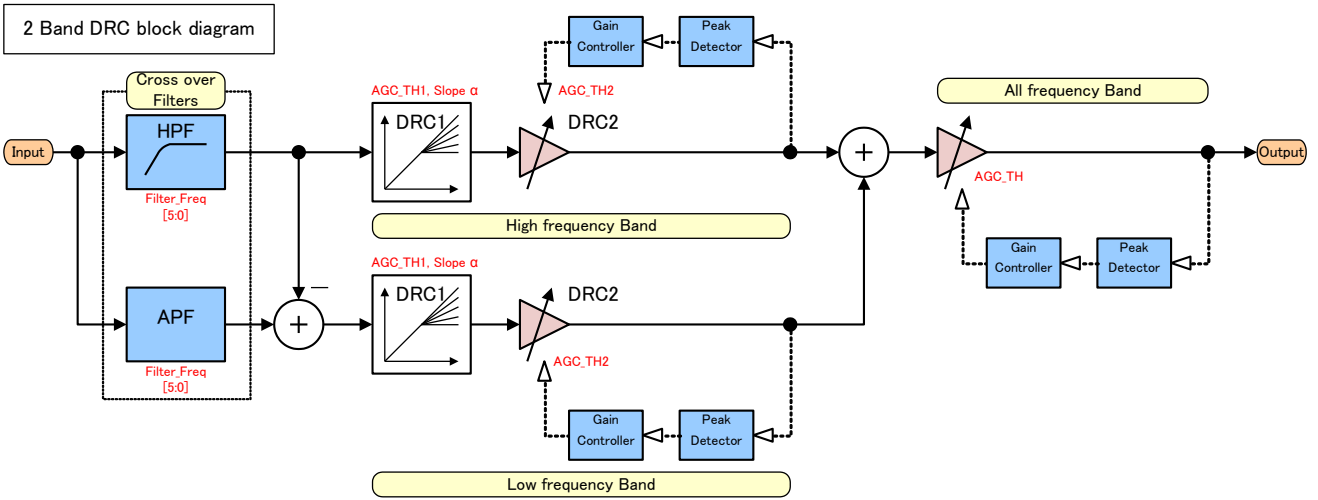 2 Band DRC block diagram
Cross over
Filters
Input
HPF
Filter_Freq
[5:0]
APF
Filter_Freq
[5:0]
+
AGC_TH1, Slope α
DRC1
AGC_TH2
DRC2
Gain
Controller
Peak
Detector
High frequency Band
AGC_TH1, Slope α
DRC1
DRC2
AGC_TH2
Gain
Controller
Peak
Detector
Low frequency Band
+
All frequency Band
AGC_TH
Gain
Controller
Peak
Detector
Output